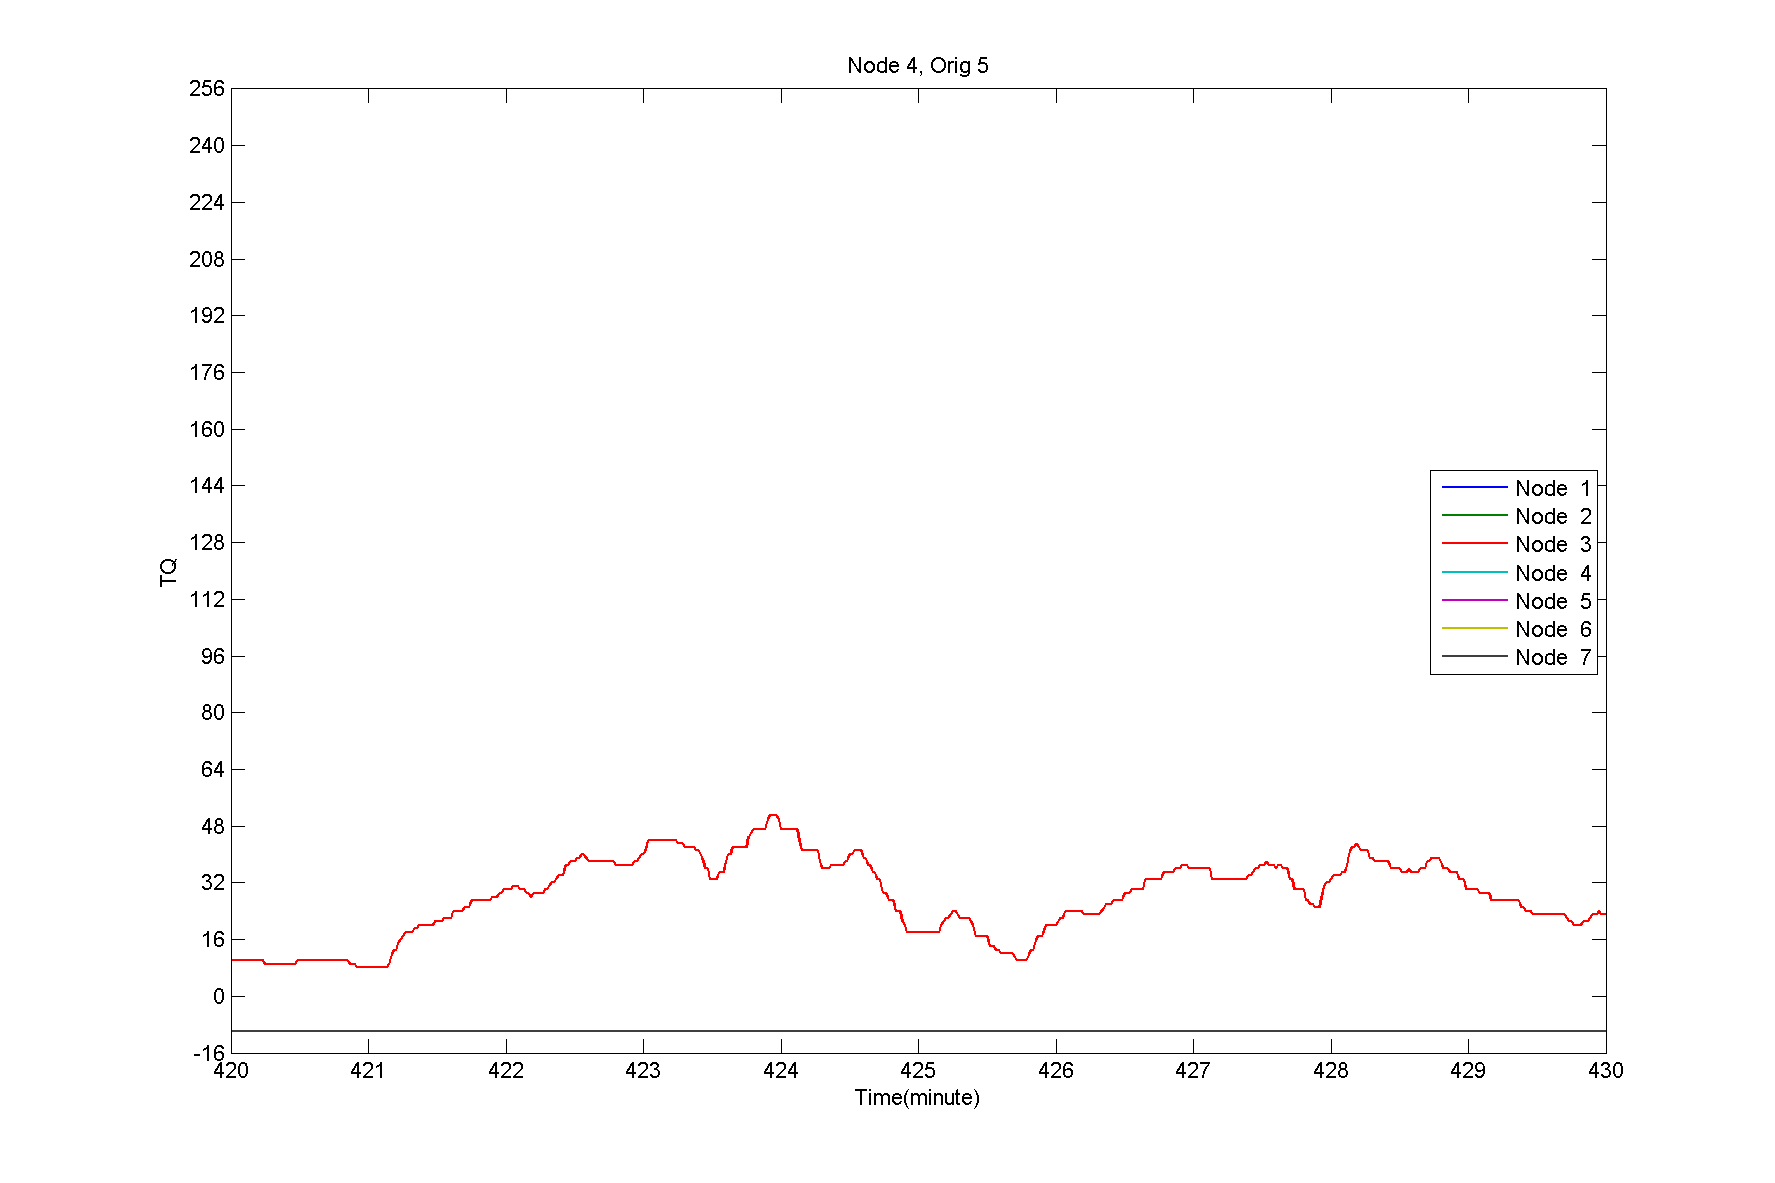 Node 4, Orig 5
256
240
224
208
192
176
160
144
128
112
96
80
64
48
32
16
0
-16
TQ
Node 1
Node 2
Node 3
Node 4
Node 5
Node 6
Node 7
420 421 422 423 424 425 426 427 428 429 430
Time(minute)